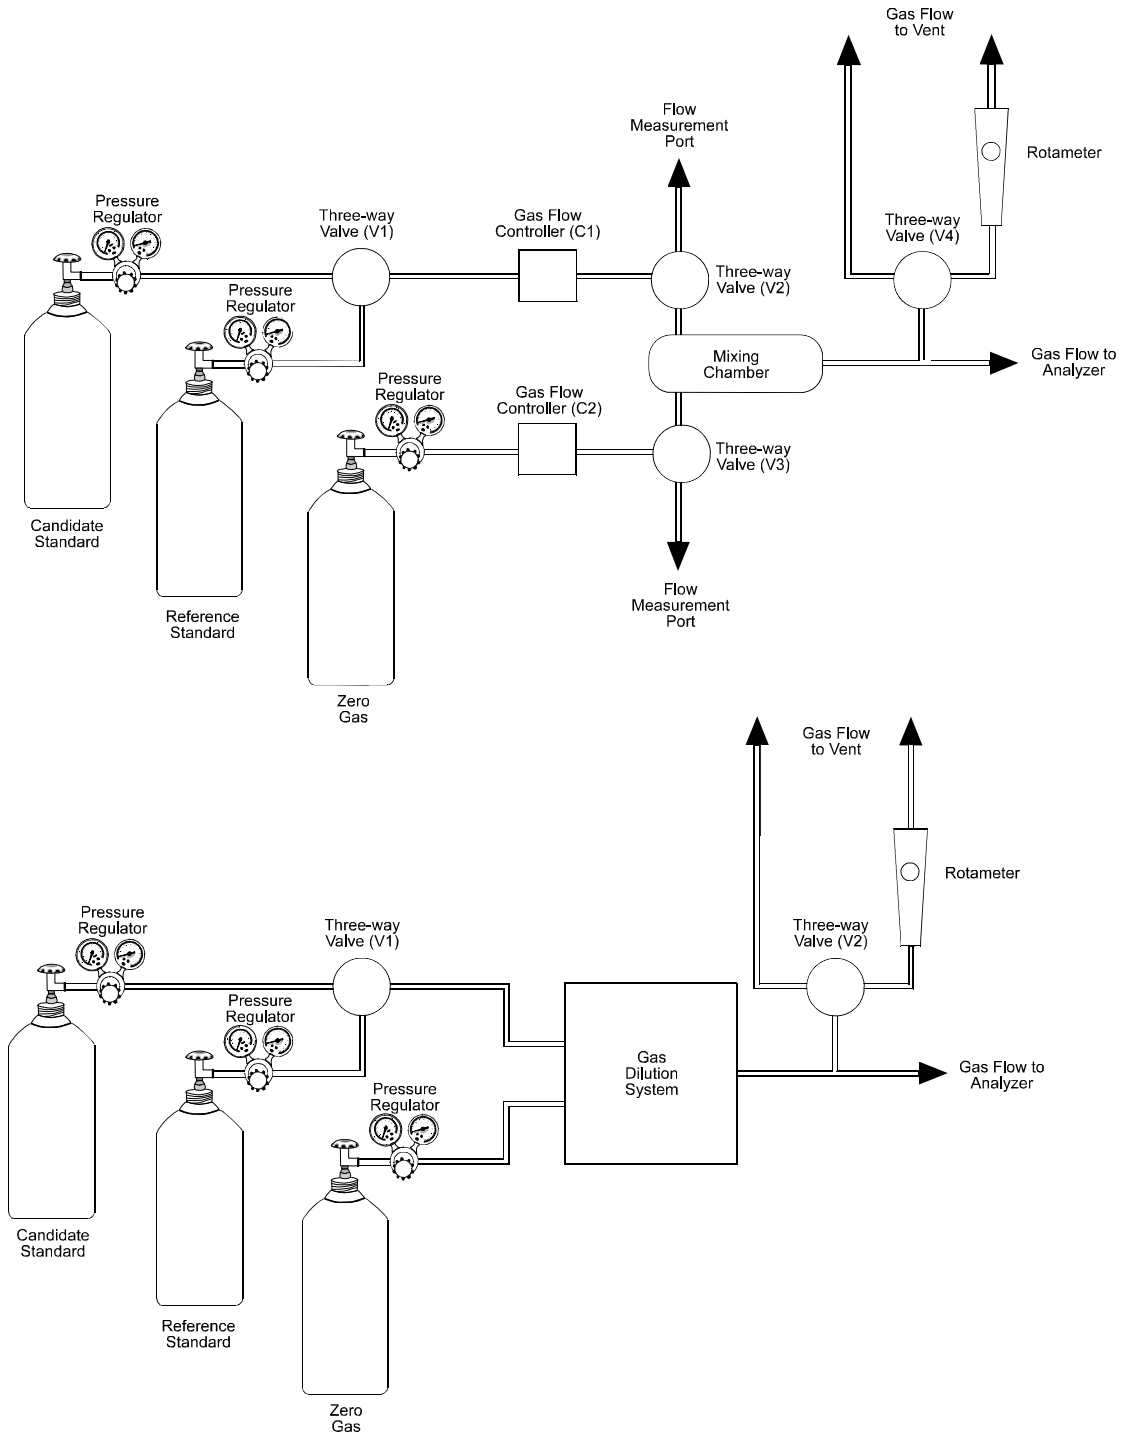 Gas Flow
to Vent
Flow
Measurement
Port
Rotameter
Pressure
Regulator
Three-way
Valve (V1)
Gas Flow
Controller (C1)
Three-way
Valve (V4)
Three-way
Valve (V2)
Pressure
Regulator
Mixing
Chamber
Gas Flow to
Analyzer
Pressure
Regulator
Gas Flow
Controller (C2)
Three-way
Valve (V3)
Candidate
Standard
Flow
Measurement
Port
Reference
Standard
Zero
Gas
Gas Flow
to Vent
Rotameter
Pressure
Regulator
Three-way
Valve (V1)
Three-way
Valve (V2)
Pressure
Regulator
Gas
Dilution
System
Gas Flow to
Analyzer
Pressure
Regulator
Candidate
Standard
Reference
Standard
Zero
Gas